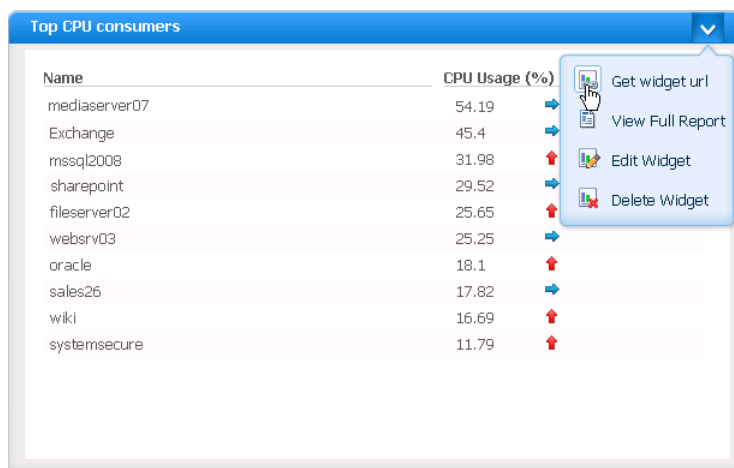 Top CPU consumers
Name CPU Usage (%)
mediaserver07 54.19
Exchange 45.4
mssql2008 31.98
sharepoint 29.52
fileserver02 25.65
websrv03 25.25
oracle 18.1
sales26 17.82
wiki 16.69
systemsecure 11.79
Get widget url
View Full Report
Edit Widget
Delete Widget